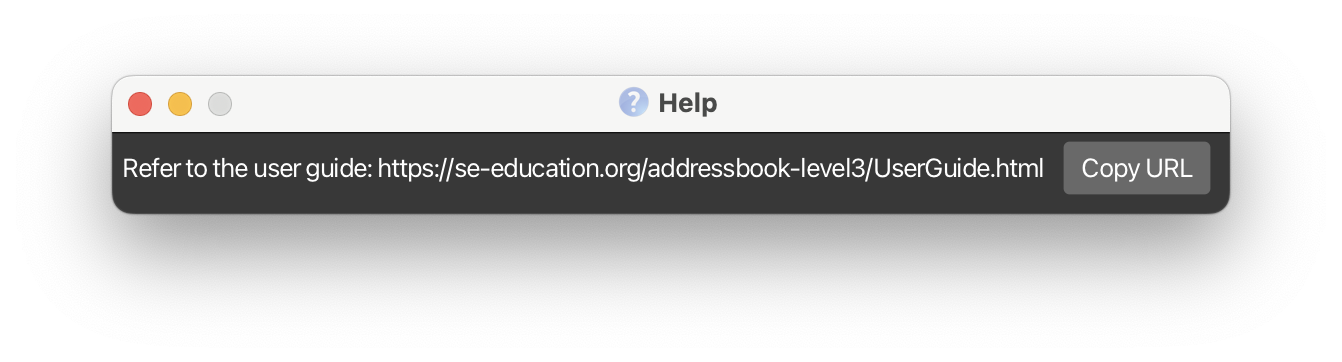 ? Help
Refer to the user guide: https://se-education.org/addressbook-level3/UserGuide.html Copy URL